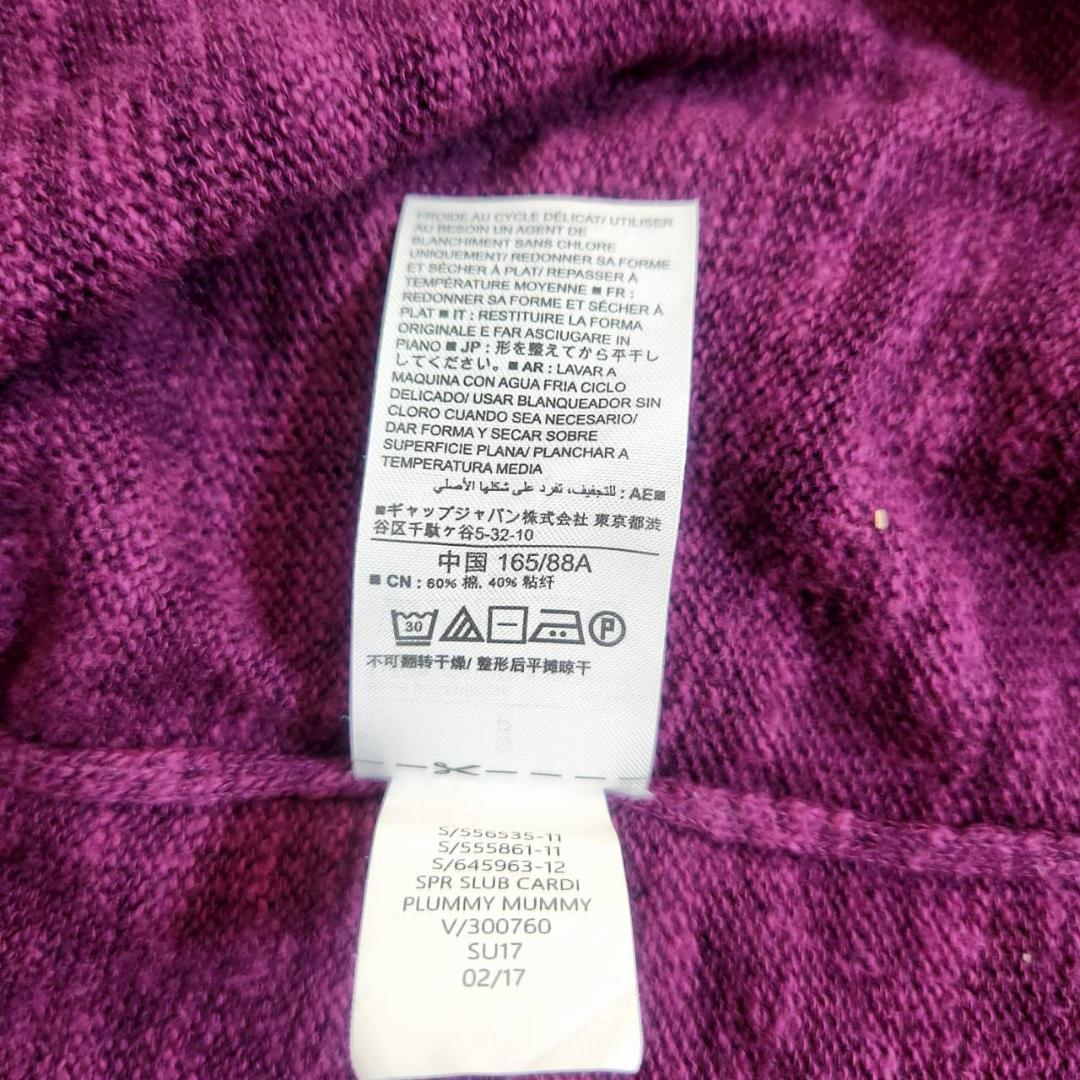 FROIDE AU CYCLE DÉLICAT/ UTILISER
AU BESOIN UN AGENT DE
BLANCHIMENT SANS CHLORE
UNIQUEMENT/ REDONNER SA FORME
ET SÉCHER À PLAT/ REPASSER À
TEMPÉRATURE MOYENNE ■ FR :
REDONNER SA FORME ET SÉCHER À
PLAT ■ IT : RESTITUIRE LA FORMA
ORIGINALE E FAR ASCIUGARE IN
PIANO ■ JP : 形を整えてから平干し
してください。■ AR : LAVAR A
MAQUINA CON AGUA FRIA CICLO
DELICADO/ USAR BLANQUEADOR SIN
CLORO CUANDO SEA NECESARIO/
DAR FORMA Y SECAR SOBRE
SUPERFICIE PLANA/ PLANCHAR A
TEMPERATURA MEDIA
■AE : للتجفيف، تفرد على شكلها الأصلي
■ギャップジャパン株式会社 東京都渋
谷区千駄ヶ谷5-32-10
中国 165/88A
■ CN : 60% 棉, 40% 粘纤
30 P
不可翻转干燥/ 整形后平摊晾干
S/556535-11
S/555861-11
S/645963-12
SPR SLUB CARDI
PLUMMY MUMMY
V/300760
SU17
02/17